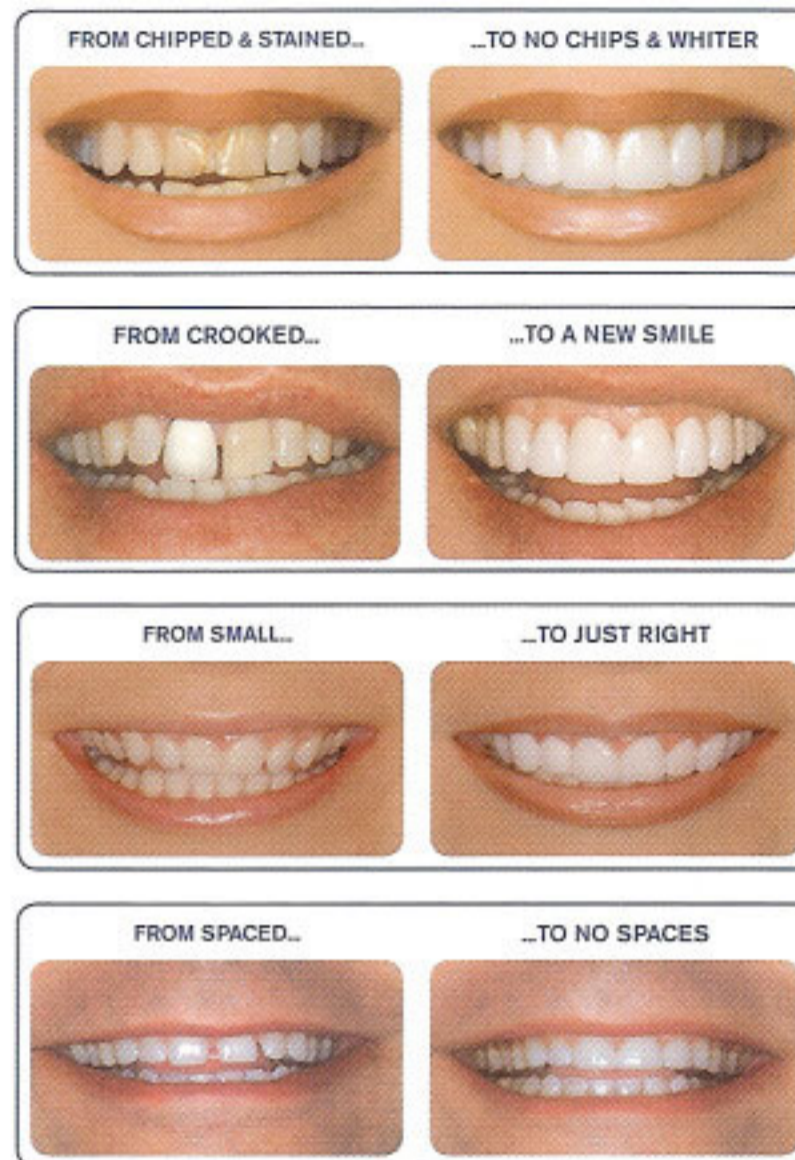 FROM CHIPPED & STAINED...
...TO NO CHIPS & WHITER
FROM CROOKED...
...TO A NEW SMILE
FROM SMALL...
...TO JUST RIGHT
FROM SPACED...
...TO NO SPACES